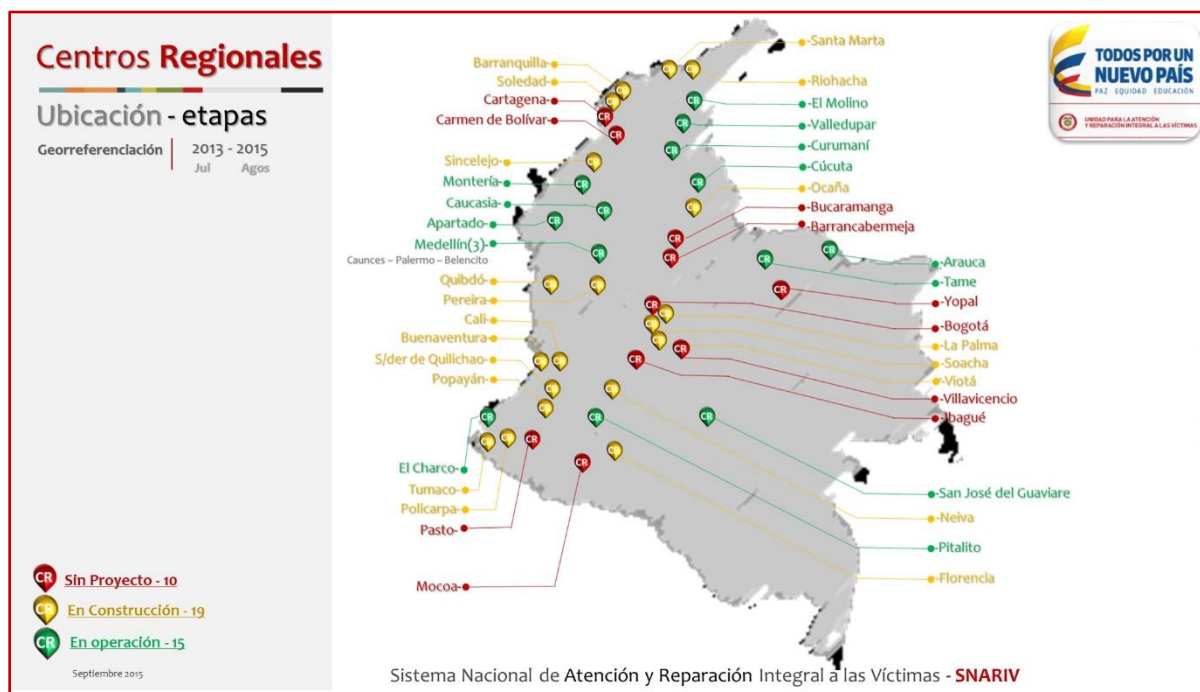 Centros Regionales
Ubicación - etapas
Georreferenciación
2013 - 2015
Jul Agos
TODOS POR UN
NUEVO PAÍS
PAZ EQUIDAD EDUCACIÓN
UNIDAD PARA LA ATENCIÓN
Y REPARACIÓN INTEGRAL A LAS VÍCTIMAS
Barranquilla
Soledad
Cartagena
Carmen de Bolívar
Sincelejo
Montería
Caucasia
Apartado
Medellín(3)
Caunces – Palermo – Belencito
Quibdó
Pereira
Cali
Buenaventura
S/der de Quilichao
Popayán
El Charco
Tumaco
Policarpa
Pasto
Mocoa
Santa Marta
Riohacha
El Molino
Valledupar
Curumaní
Cúcuta
Ocaña
Bucaramanga
Barrancabermeja
Arauca
Tame
Yopal
Bogotá
La Palma
Soacha
Viotá
Villavicencio
Ibagué
San José del Guaviare
Neiva
Pitalito
Florencia
CR Sin Proyecto - 10
CR En Construcción - 19
CR En operación - 15
Septiembre 2015
Sistema Nacional de Atención y Reparación Integral a las Víctimas - SNARIV